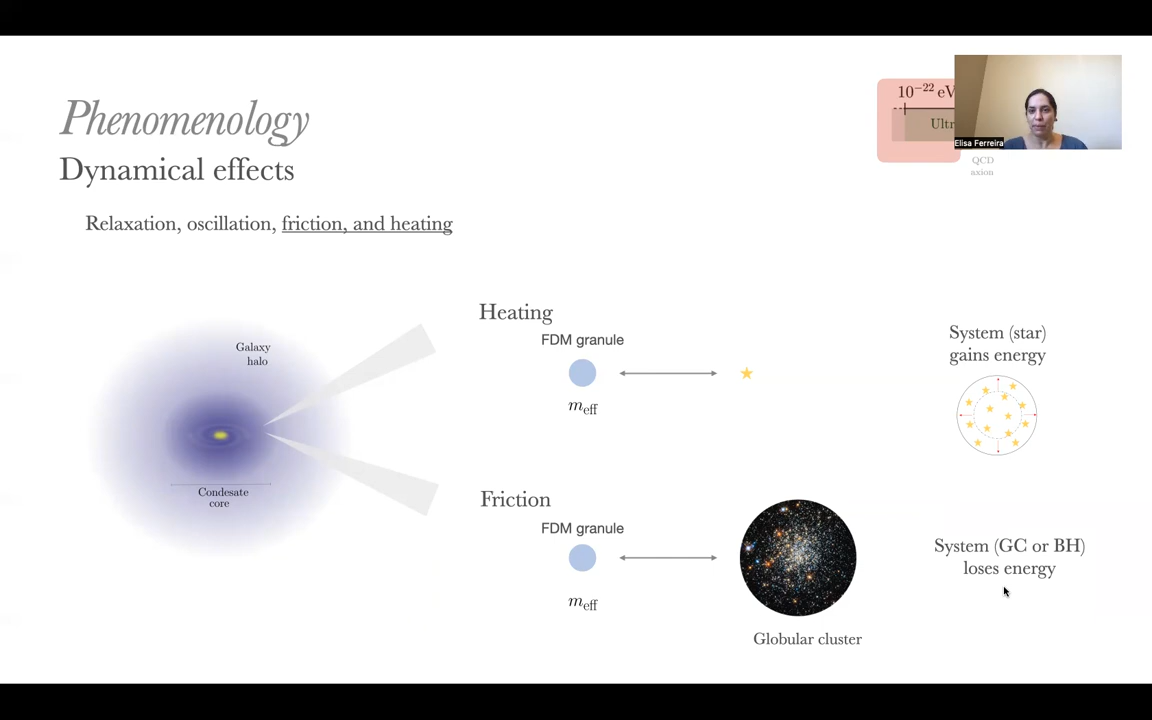 Phenomenology
Dynamical effects
Relaxation, oscillation, friction, and heating
10⁻²² eV
Ultr
QCD
axion
Elisa Ferreira
Galaxy
halo
Condesate
core
Heating
FDM granule
m_eff
System (star)
gains energy
Friction
FDM granule
m_eff
Globular cluster
System (GC or BH)
loses energy